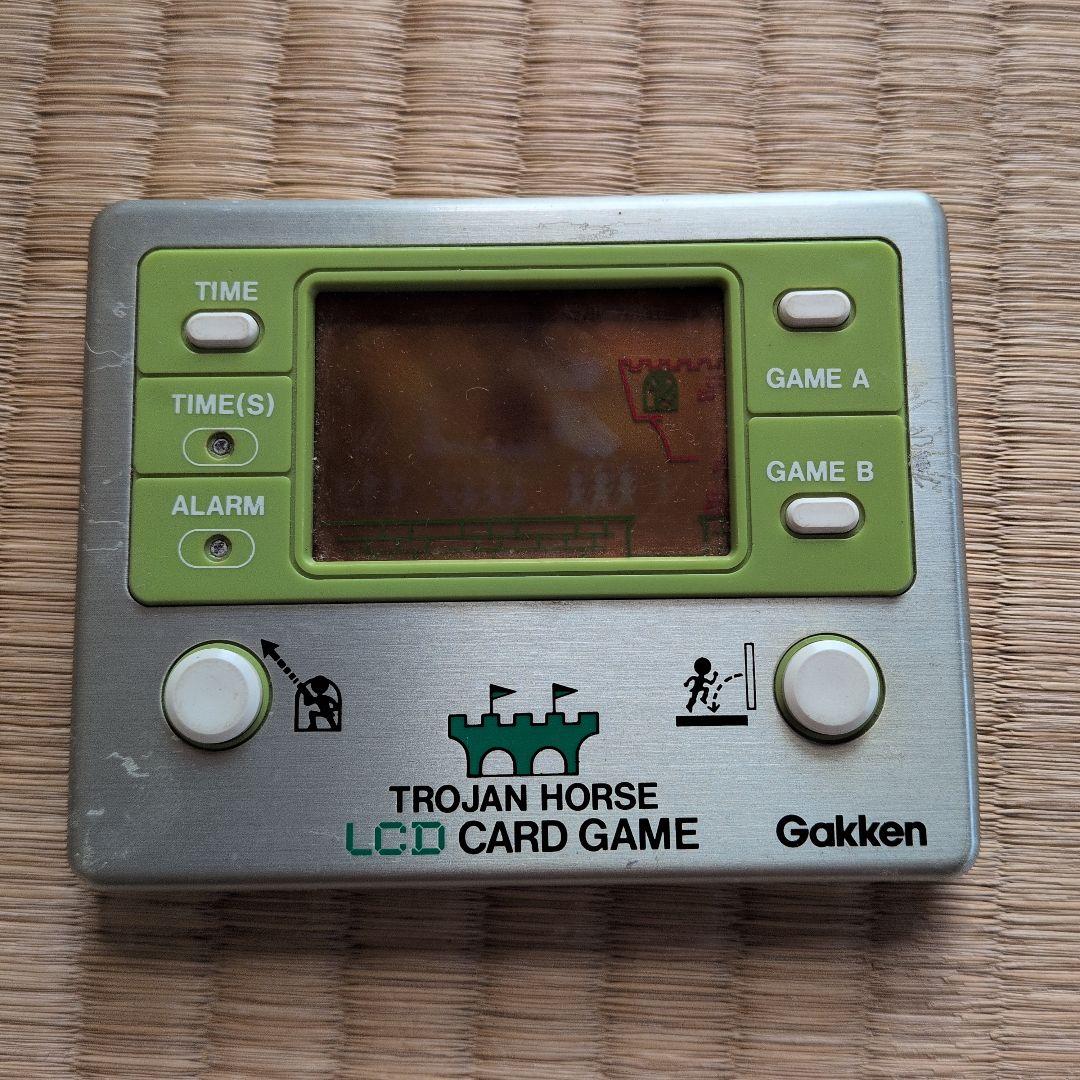 TIME
TIME(S)
ALARM
GAME A
GAME B
TROJAN HORSE
LCD CARD GAME
Gakken